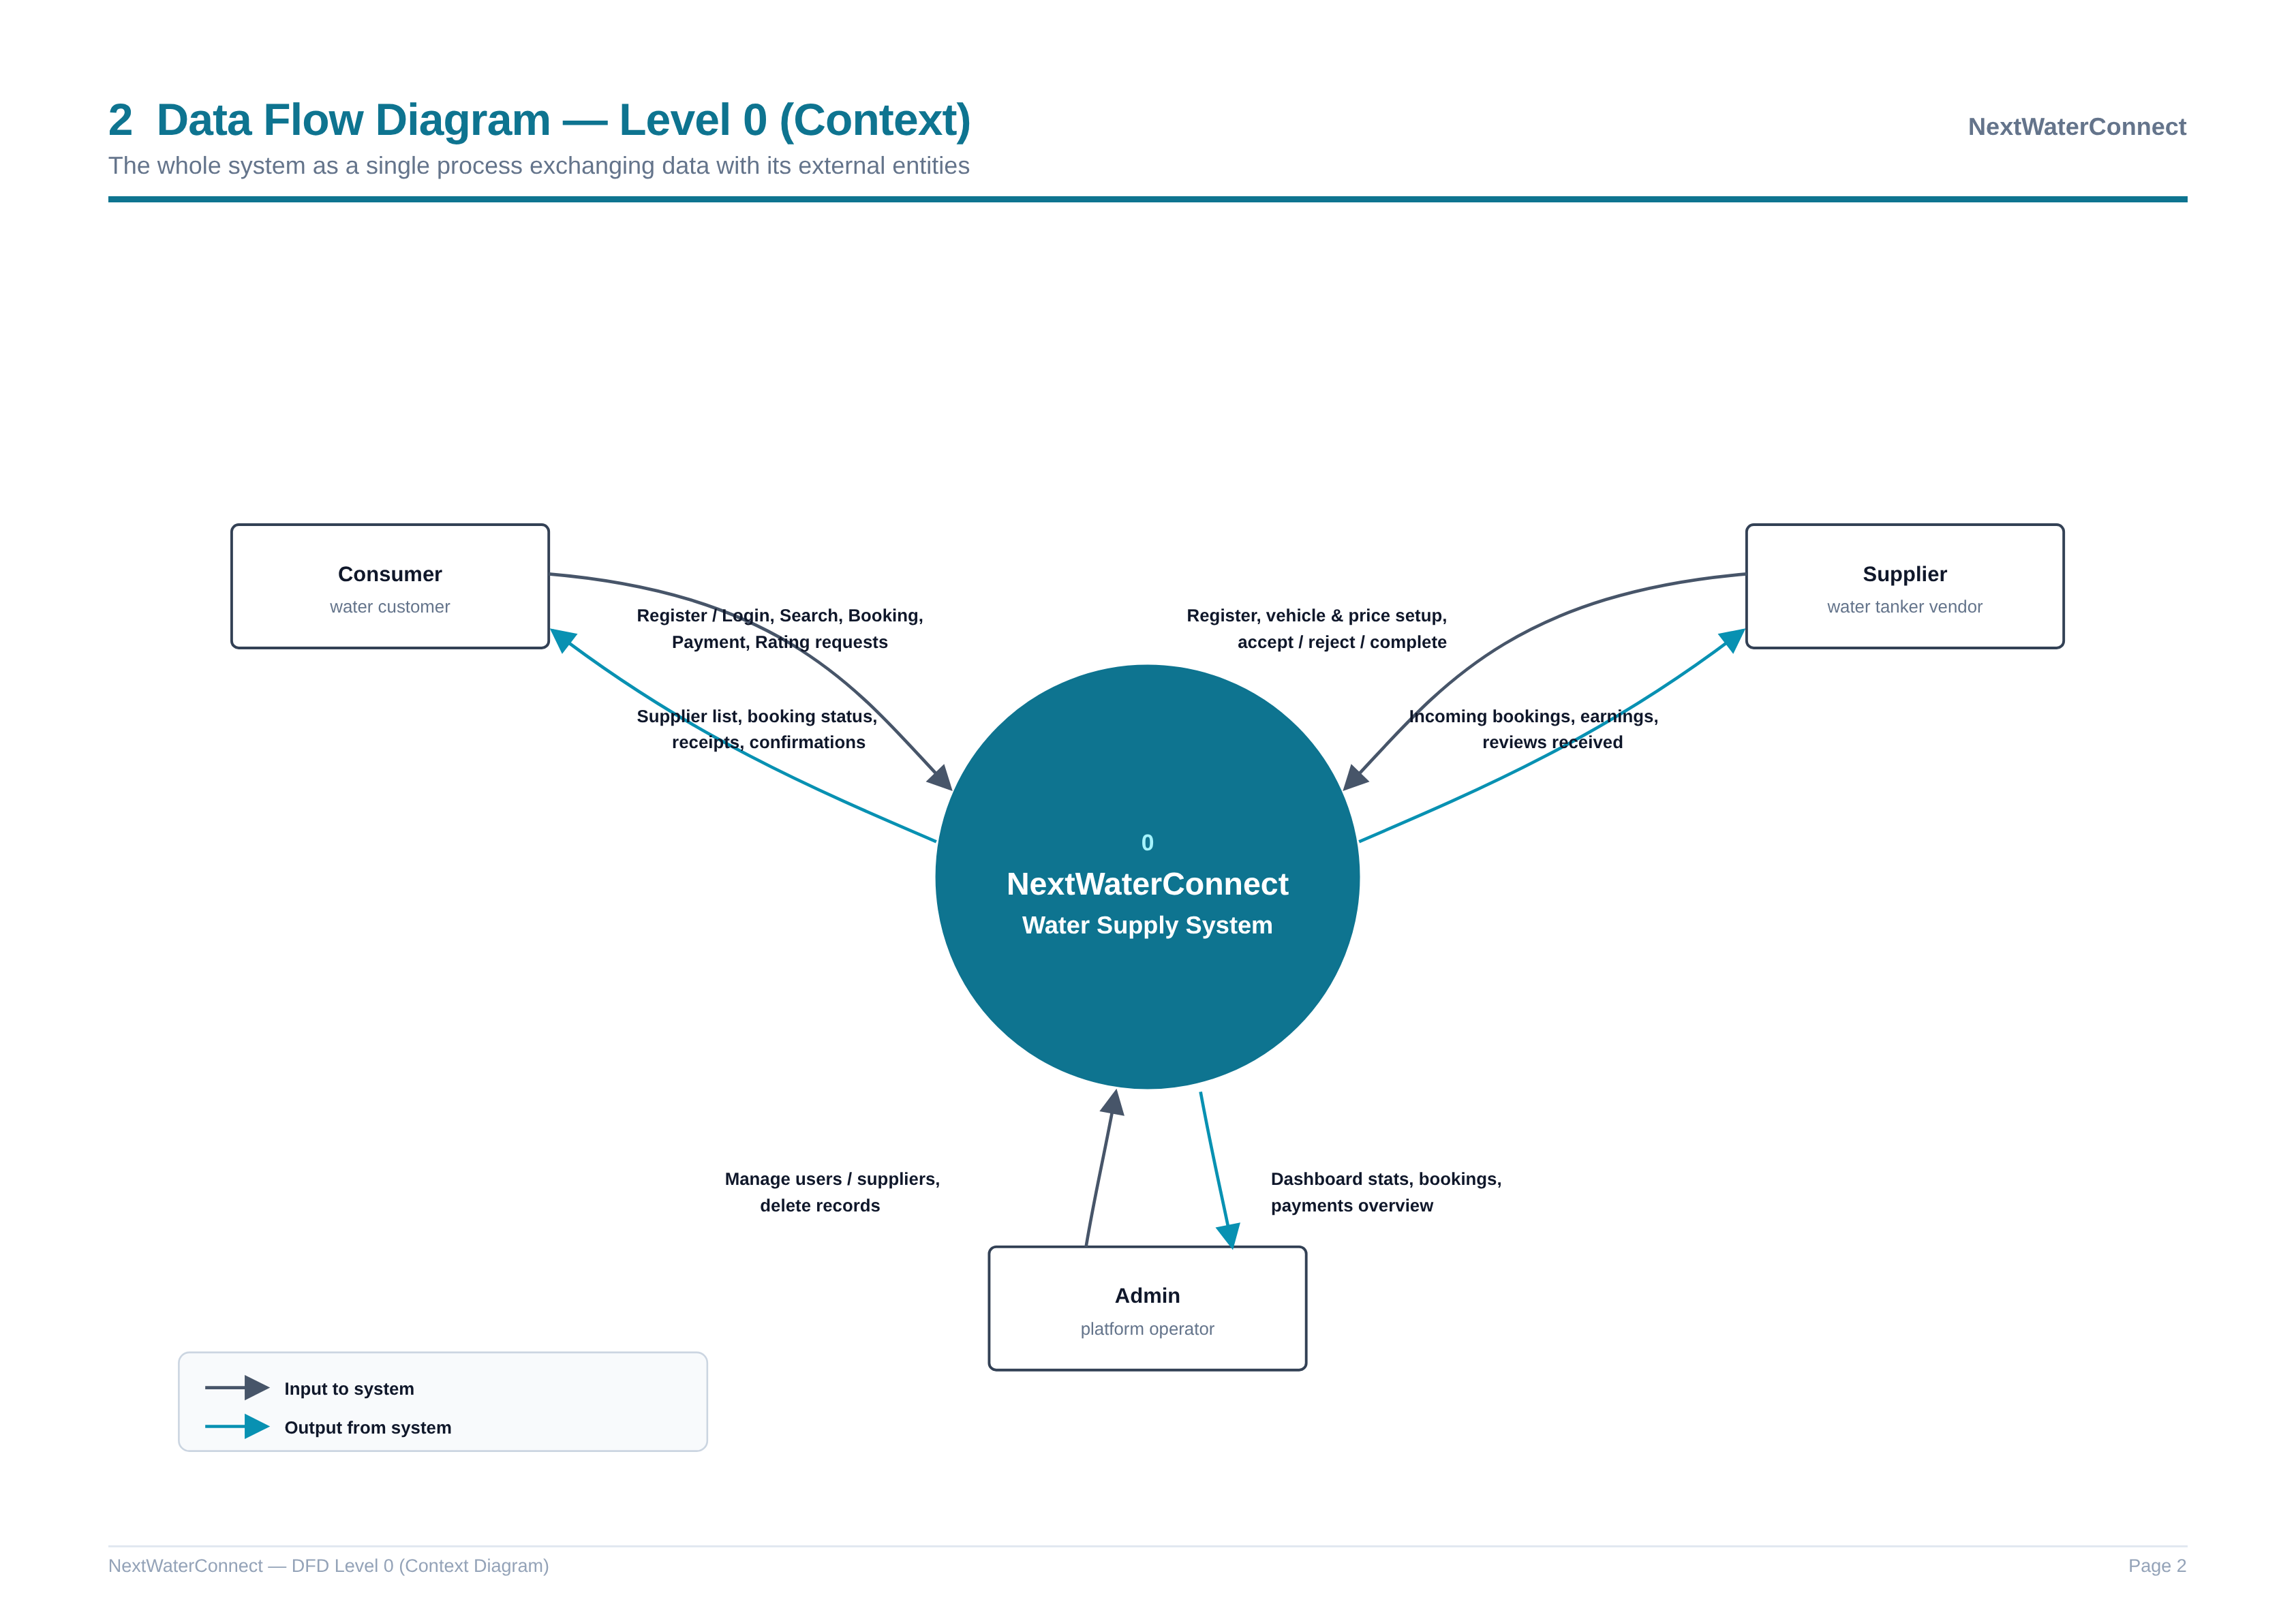 2 Data Flow Diagram — Level 0 (Context)
NextWaterConnect
The whole system as a single process exchanging data with its external entities
Consumer
water customer
Supplier
water tanker vendor
Register / Login, Search, Booking,
Payment, Rating requests
Register, vehicle & price setup,
accept / reject / complete
Supplier list, booking status,
receipts, confirmations
Incoming bookings, earnings,
reviews received
0
NextWaterConnect
Water Supply System
Manage users / suppliers,
delete records
Dashboard stats, bookings,
payments overview
Admin
platform operator
Input to system
Output from system
NextWaterConnect — DFD Level 0 (Context Diagram)
Page 2